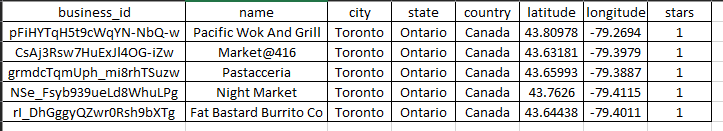 business_id name city state country latitude longitude stars
pFiHYTqH5t9cWqYN-NbQ-w Pacific Wok And Grill Toronto Ontario Canada 43.80978 -79.2694 1
CsAj3Rsw7HuExJl4OG-iZw Market@416 Toronto Ontario Canada 43.63181 -79.3979 1
grmdcTqmUph_mi8rhTSuzw Pastacceria Toronto Ontario Canada 43.65993 -79.3887 1
NSe_Fsyb939ueLd8WhuLPg Night Market Toronto Ontario Canada 43.7626 -79.4115 1
rI_DhGggyQZwr0Rsh9bXTg Fat Bastard Burrito Co Toronto Ontario Canada 43.64438 -79.4011 1